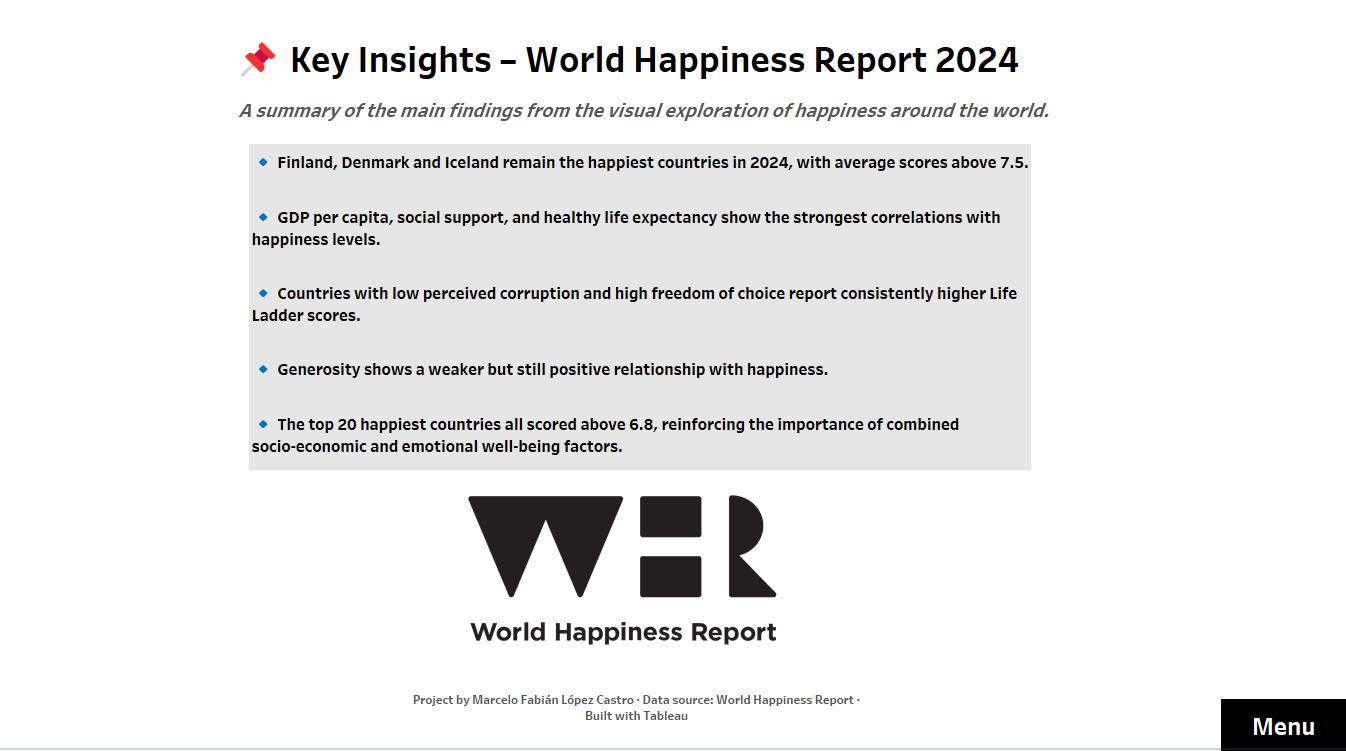 📌 Key Insights – World Happiness Report 2024
A summary of the main findings from the visual exploration of happiness around the world.
🔹 Finland, Denmark and Iceland remain the happiest countries in 2024, with average scores above 7.5.
🔹 GDP per capita, social support, and healthy life expectancy show the strongest correlations with
happiness levels.
🔹 Countries with low perceived corruption and high freedom of choice report consistently higher Life
Ladder scores.
🔹 Generosity shows a weaker but still positive relationship with happiness.
🔹 The top 20 happiest countries all scored above 6.8, reinforcing the importance of combined
socio-economic and emotional well-being factors.
WHR
World Happiness Report
Project by Marcelo Fabián López Castro · Data source: World Happiness Report ·
Built with Tableau
Menu